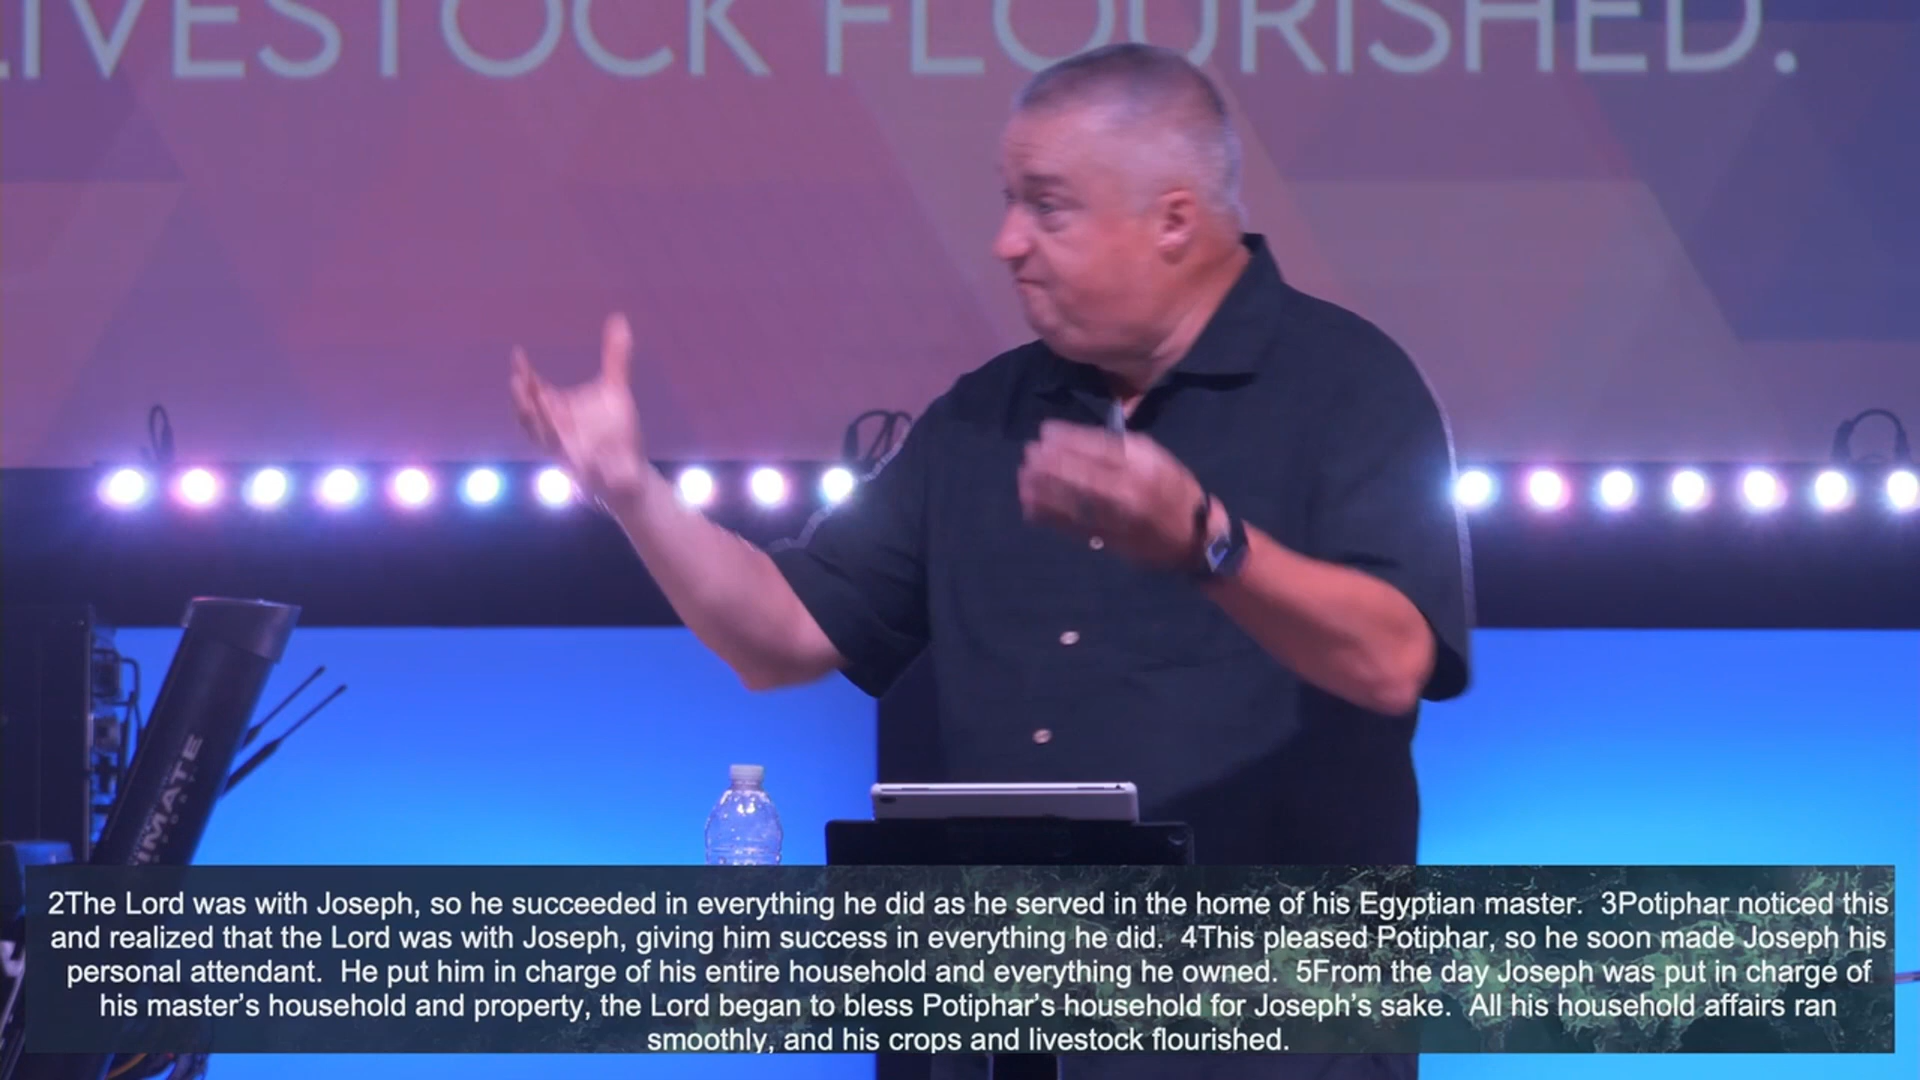 LIVESTOCK FLOURISHED.
IMATE
2The Lord was with Joseph, so he succeeded in everything he did as he served in the home of his Egyptian master.  3Potiphar noticed this
and realized that the Lord was with Joseph, giving him success in everything he did.  4This pleased Potiphar, so he soon made Joseph his
personal attendant.  He put him in charge of his entire household and everything he owned.  5From the day Joseph was put in charge of
his master’s household and property, the Lord began to bless Potiphar’s household for Joseph’s sake.  All his household affairs ran
smoothly, and his crops and livestock flourished.